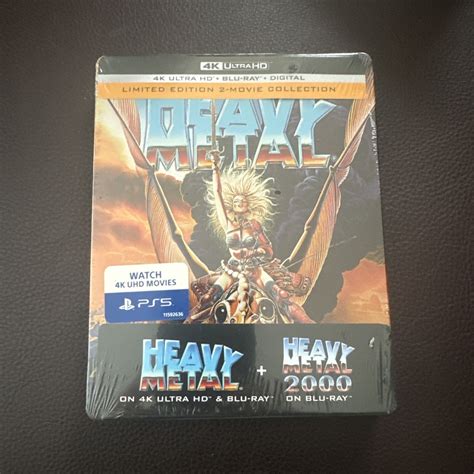 4K ULTRA HD
4K ULTRA HD + BLU-RAY + DIGITAL
LIMITED EDITION 2-MOVIE COLLECTION
HEAVY
METAL
WATCH
4K UHD MOVIES
PS5
11592636
HEAVY
METAL
ON 4K ULTRA HD & BLU-RAY
+
HEAVY
METAL
2000
ON BLU-RAY